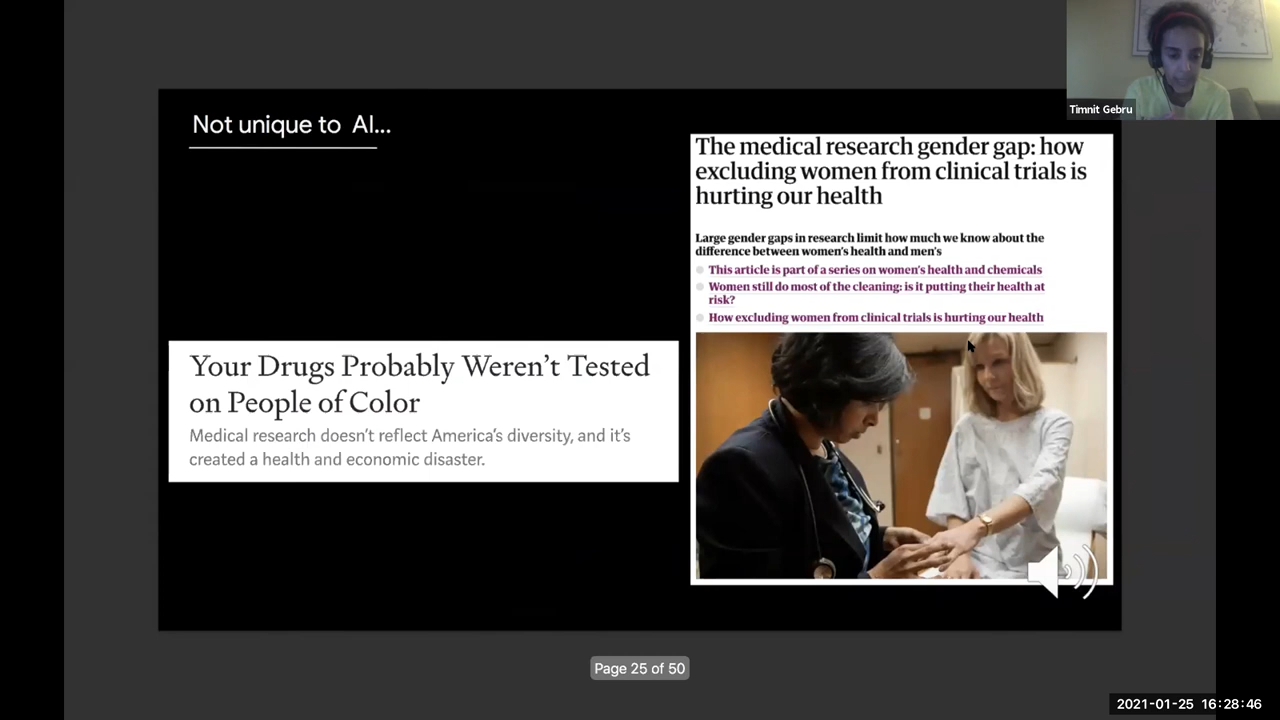 Timnit Gebru
Not unique to AI...
The medical research gender gap: how
excluding women from clinical trials is
hurting our health
Large gender gaps in research limit how much we know about the
difference between women's health and men's
This article is part of a series on women's health and chemicals
Women still do most of the cleaning: is it putting their health at
risk?
How excluding women from clinical trials is hurting our health
Your Drugs Probably Weren't Tested
on People of Color
Medical research doesn't reflect America's diversity, and it's
created a health and economic disaster.
Page 25 of 50
2021-01-25 16:28:46